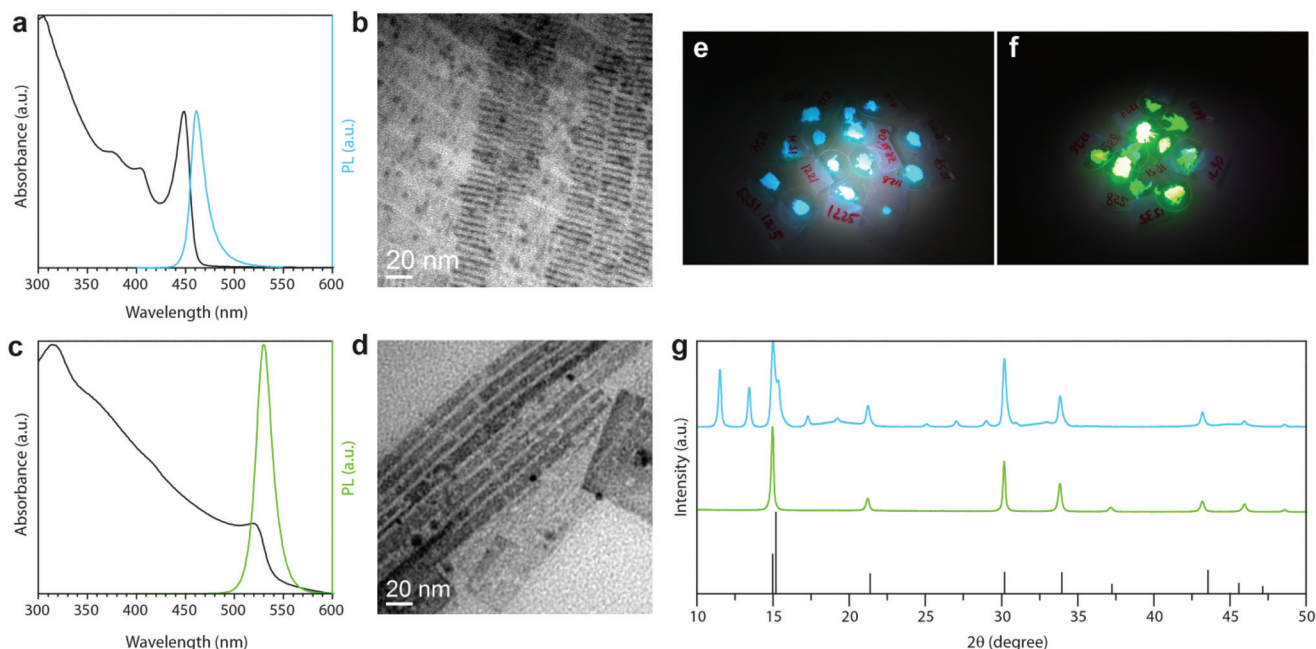 a
Absorbance (a.u.)
PL (a.u.)
300 350 400 450 500 550 600
Wavelength (nm)
b
20 nm
c
Absorbance (a.u.)
PL (a.u.)
300 350 400 450 500 550 600
Wavelength (nm)
d
20 nm
e
1221
1225
f
g
Intensity (a.u.)
10 15 20 25 30 35 40 45 50
2θ (degree)